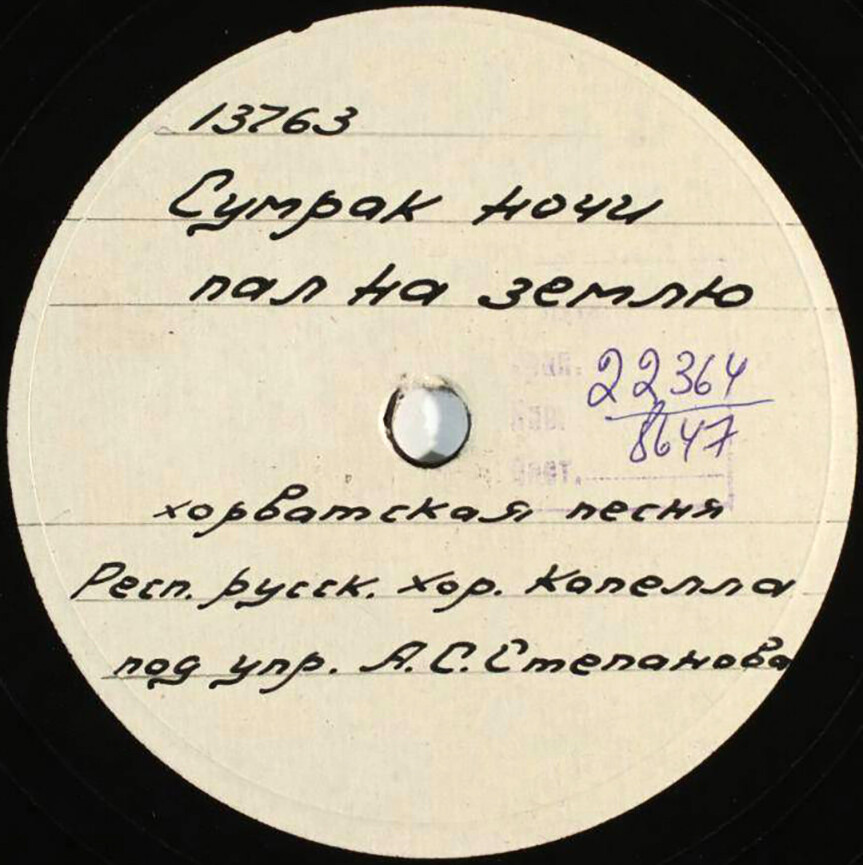 13763
Сумрак ночи
пал на землю
22364
8647
хорватская песня
Респ. русск. хор. Капелла
под упр. А.С.Степанова